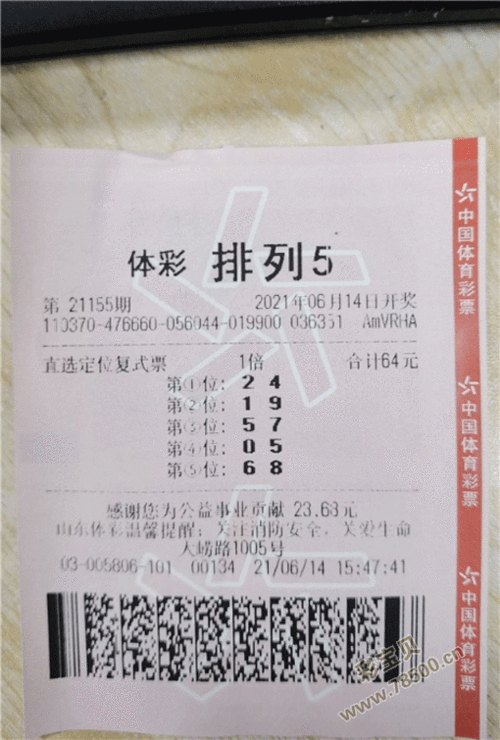 体彩 排列5
第 21155期 2021年06月14日开奖
110370-476660-056044-019900 036351 AmVRHA
直选定位复式票 1倍 合计64元
第①位: 2 4
第②位: 1 9
第③位: 5 7
第④位: 0 5
第⑤位: 6 8
感谢您为公益事业贡献 23.68元
山东体彩温馨提醒: 关注消防安全, 关爱生命
大崂路1005号
03-005806-101 00134 21/06/14 15:47:41
中国体育彩票
中国体育彩票
中国体育彩票
彩宝贝
www.78500.cn